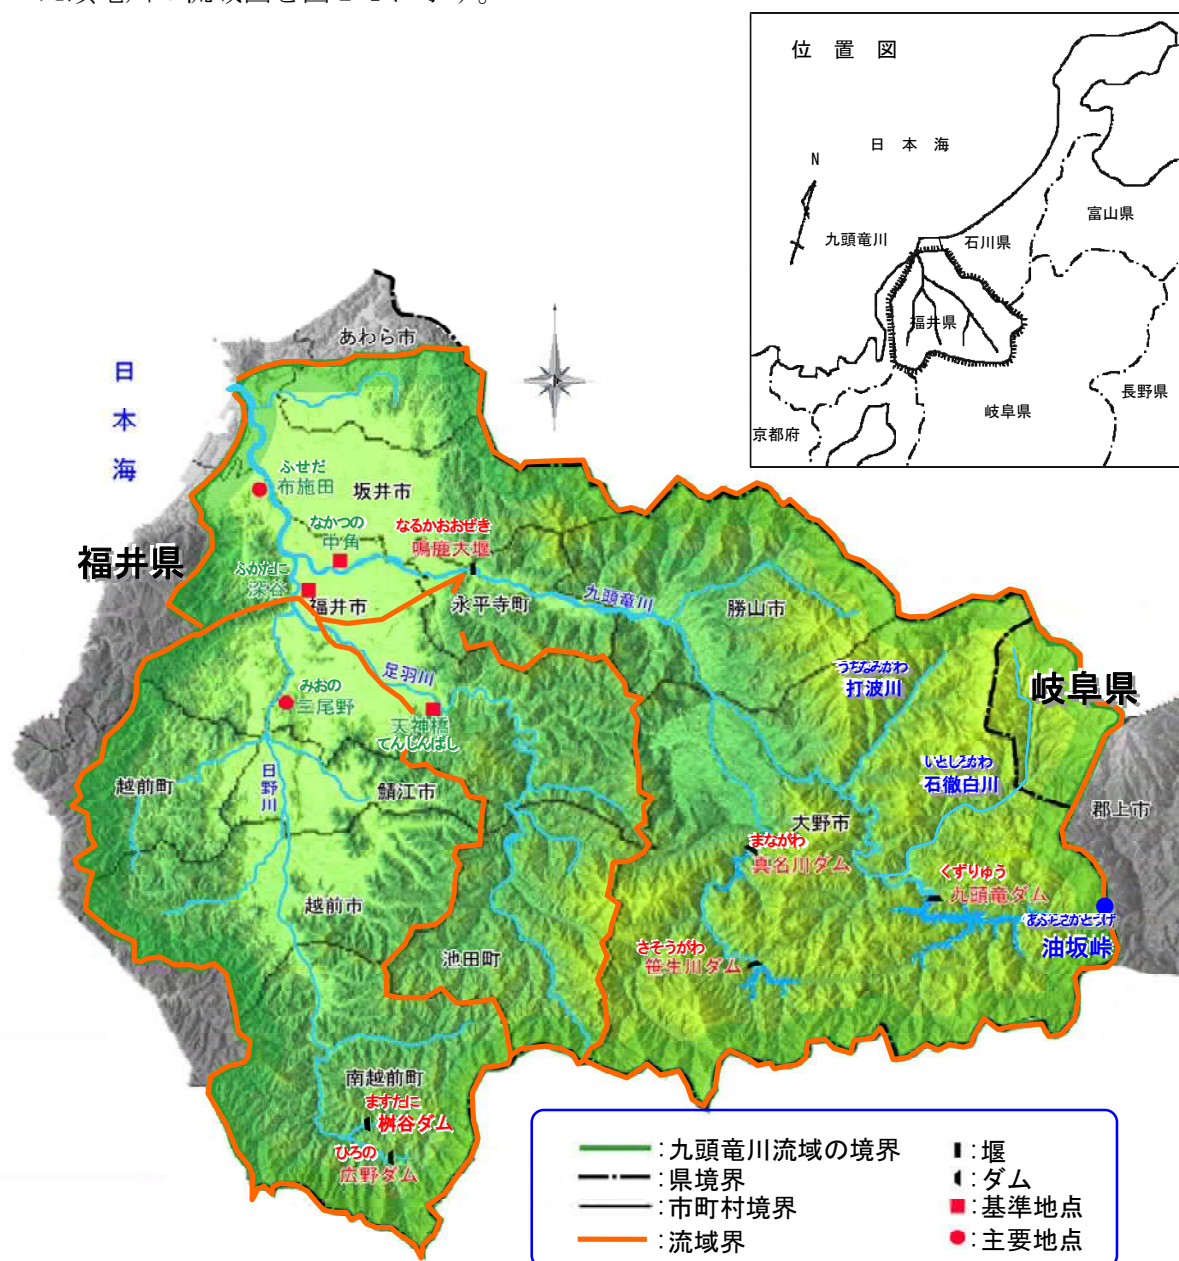 位置図
N
日本海
九頭竜川
石川県
富山県
福井県
岐阜県
長野県
京都府
あわら市
日本海
ふせだ
布施田
坂井市
なかつの
中角
なるかおおぜき
鳴鹿大堰
福井県
ふかたに
深谷
福井市
永平寺町
九頭竜川
勝山市
足羽川
うちなみがわ
打波川
岐阜県
みおの
三尾野
天神橋
てんじんばし
いとしろがわ
石徹白川
越前町
日野川
鯖江市
郡上市
大野市
まながわ
真名川ダム
くずりゅう
九頭竜ダム
越前市
あぶらさかとうげ
油坂峠
さそうがわ
笹生川ダム
池田町
南越前町
ますたに
桝谷ダム
ひろの
広野ダム
:九頭竜川流域の境界
:県境界
:市町村境界
:流域界
:堰
:ダム
:基準地点
:主要地点